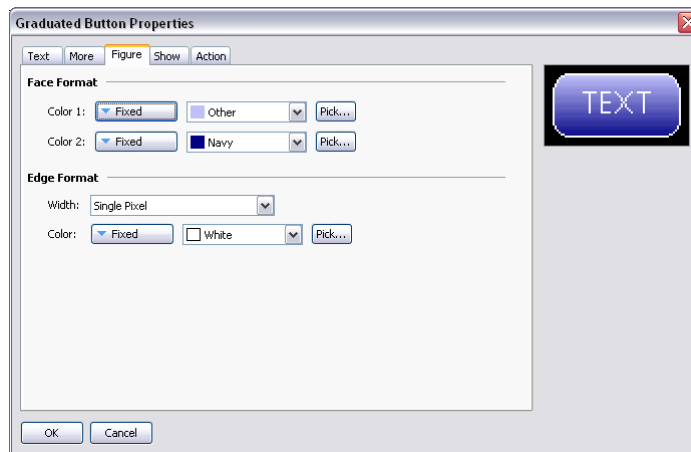 Graduated Button Properties
Text More Figure Show Action
Face Format
Color 1: Fixed Other Pick...
Color 2: Fixed Navy Pick...
Edge Format
Width: Single Pixel
Color: Fixed White Pick...
OK Cancel
TEXT